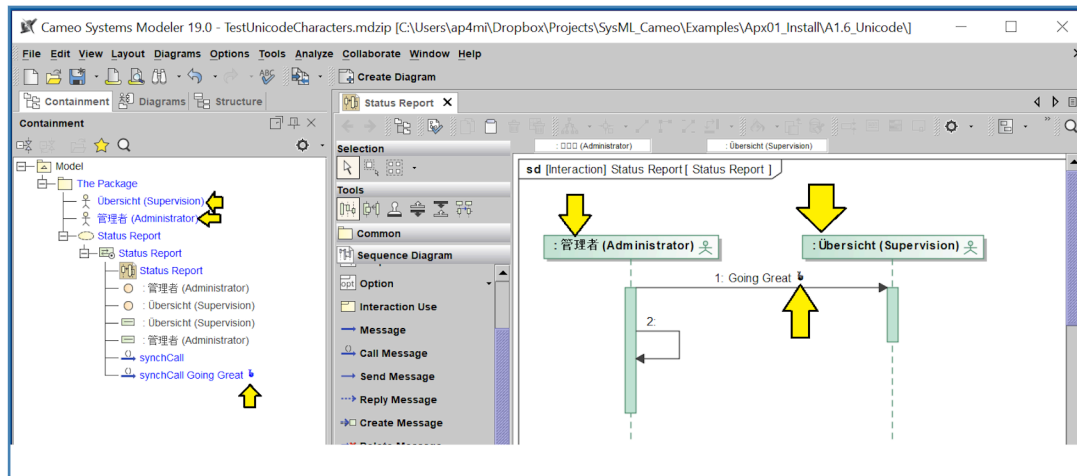 Cameo Systems Modeler 19.0 - TestUnicodeCharacters.mdzip [C:\Users\ap4mi\Dropbox\Projects\SysML_Cameo\Examples\Apx01_Install\A1.6_Unicode\]
File Edit View Layout Diagrams Options Tools Analyze Collaborate Window Help
ABC Create Diagram
Containment Diagrams Structure
Containment
Model
The Package
Übersicht (Supervision)
管理者 (Administrator)
Status Report
Status Report
Status Report
: 管理者 (Administrator)
: Übersicht (Supervision)
: Übersicht (Supervision)
: 管理者 (Administrator)
synchCall
synchCall Going Great
Status Report
Selection
Tools
Common
Sequence Diagram
opt Option
Interaction Use
Message
Call Message
Send Message
Reply Message
Create Message
: □□□ (Administrator) : Übersicht (Supervision)
sd [Interaction] Status Report [ Status Report ]
: 管理者 (Administrator) : Übersicht (Supervision)
1: Going Great
2: